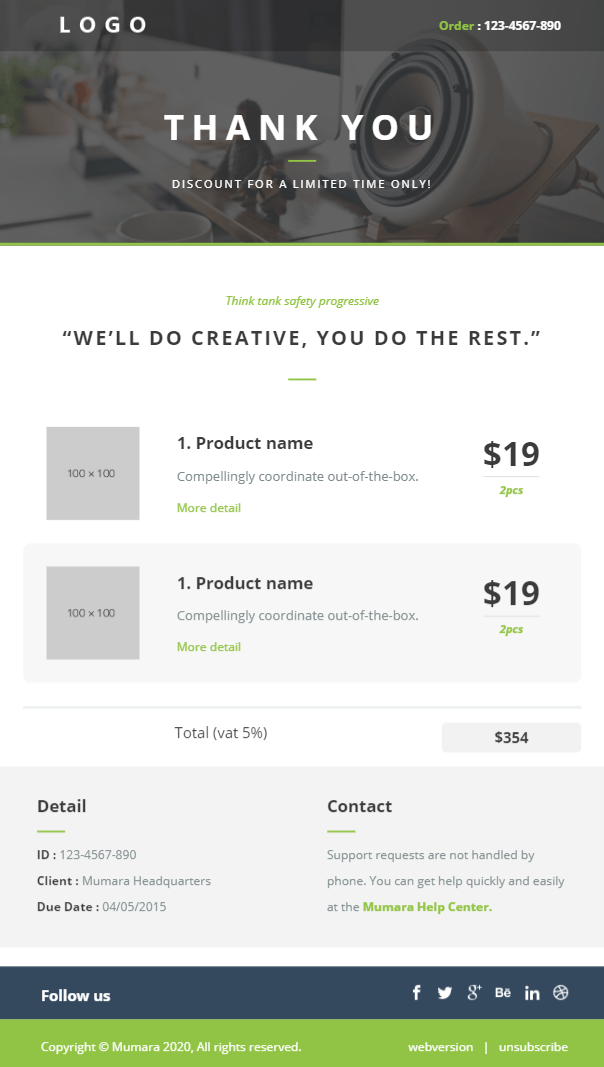 LOGO
Order : 123-4567-890
THANK YOU
DISCOUNT FOR A LIMITED TIME ONLY!
Think tank safety progressive
“WE’LL DO CREATIVE, YOU DO THE REST.”
100 × 100
1. Product name
Compellingly coordinate out-of-the-box.
More detail
$19
2pcs
100 × 100
1. Product name
Compellingly coordinate out-of-the-box.
More detail
$19
2pcs
Total (vat 5%)
$354
Detail
ID : 123-4567-890
Client : Mumara Headquarters
Due Date : 04/05/2015
Contact
Support requests are not handled by
phone. You can get help quickly and easily
at the Mumara Help Center.
Follow us
f
g+
Bē
in
Copyright © Mumara 2020, All rights reserved.
webversion | unsubscribe